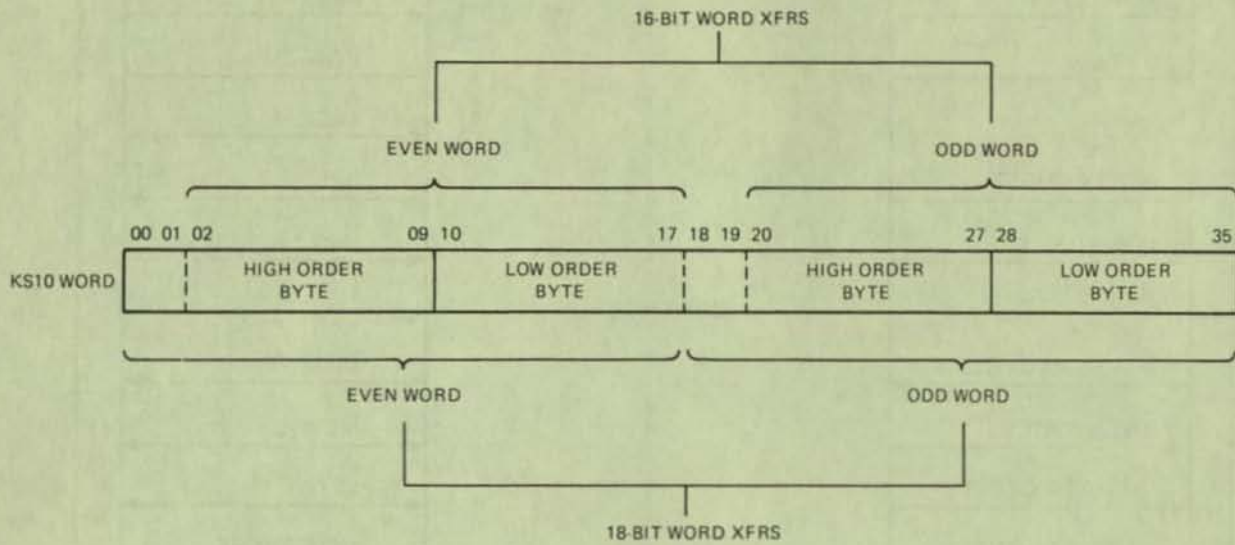 16-BIT WORD XFRS
EVEN WORD
ODD WORD
00 01 02 09 10 17 18 19 20 27 28 35
KS10 WORD
HIGH ORDER
BYTE
LOW ORDER
BYTE
HIGH ORDER
BYTE
LOW ORDER
BYTE
EVEN WORD
ODD WORD
18-BIT WORD XFRS